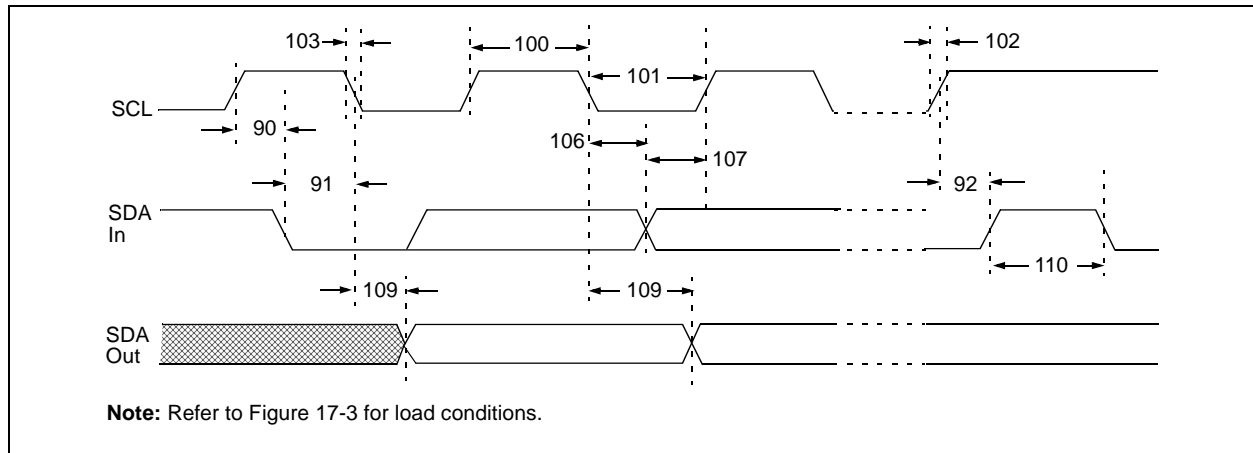 103
100
102
101
SCL
90
106
107
91
92
SDA
In
110
109
109
SDA
Out
Note: Refer to Figure 17-3 for load conditions.